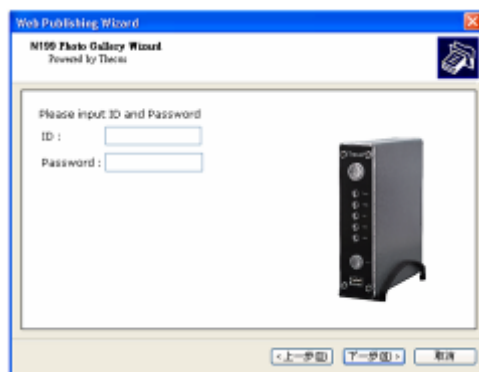 Web Publishing Wizard
N199 Photo Gallery Wizard
Powered by Thecus
Please input ID and Password
ID :
Password :
<上一步(B)
下一步(N) >
取消